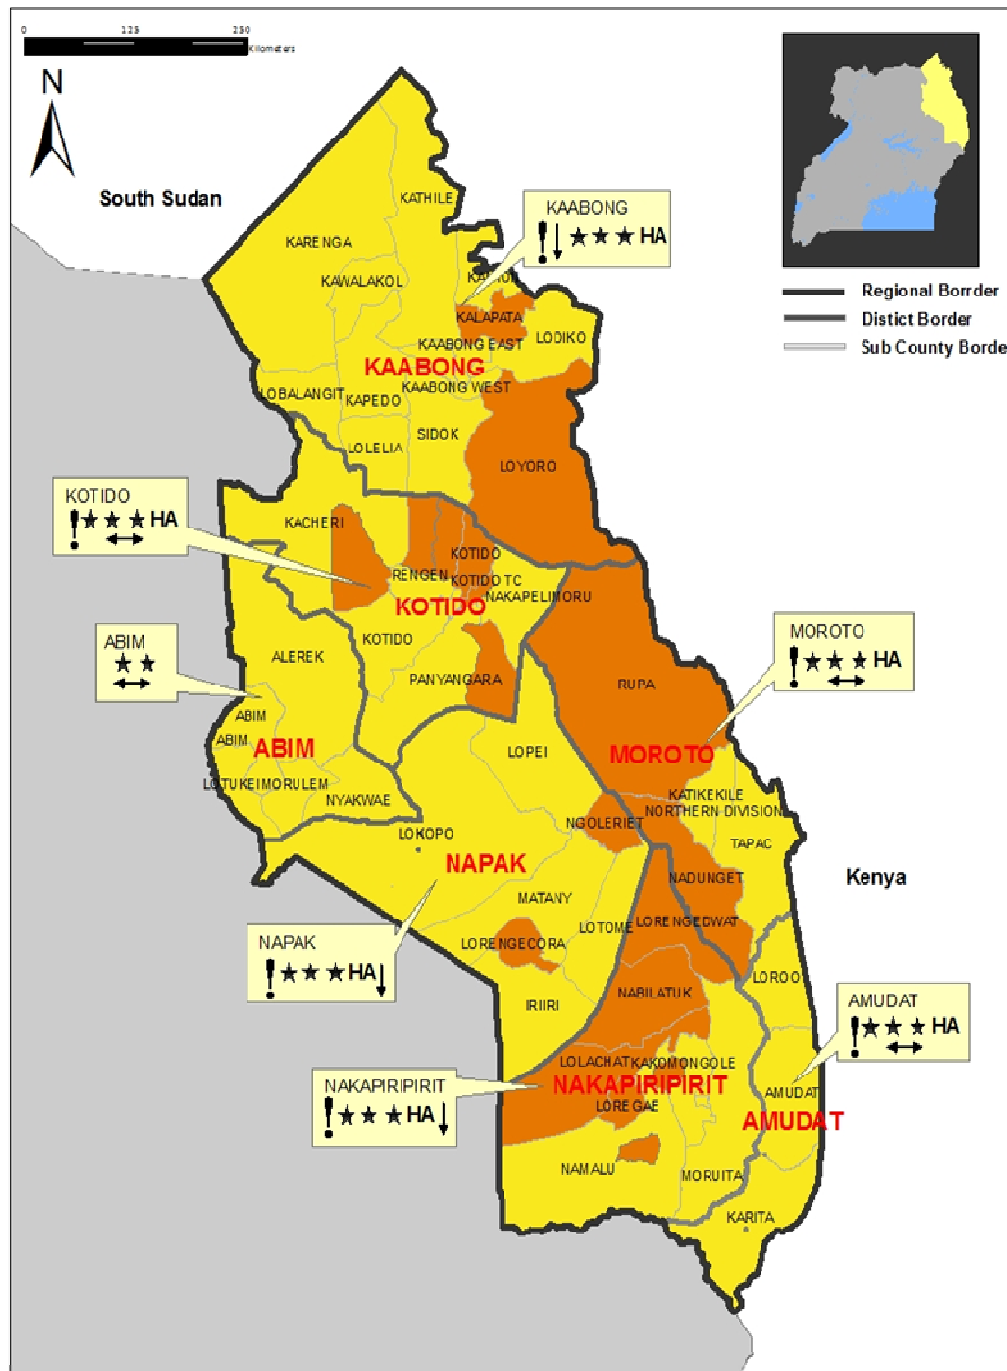 0 125 250
Kilometers
N
South Sudan
KATHILE
KAABONG
HA
KARENGA
KAWALAKOL
KALAPATA
LODIKO
KAABONG EAST
KAABONG
KAABONG WEST
LOBALANGIT
KAPEDO
SIDOK
LOLELIA
LOYORO
Regional Borrder
Distict Border
Sub County Borde
KOTIDO
HA
KACHERI
KOTIDO
RENGEN
KOTIDO TC
NAKAPELIMORU
KOTIDO
KOTIDO
PANYANGARA
ABIM
ALEREK
ABIM
ABIM
ABIM
LOTUKEI
MORULEM
NYAKWAE
MOROTO
HA
RUPA
MOROTO
LOPEI
KATIKEKILE
NORTHERN DIVISION
TAPAC
NGOLERIET
LOKOPO
NAPAK
NADUNGET
Kenya
MATANY
LOTOME
LORENGEDWAT
NAPAK
HA
LORENGECORA
IRIIRI
NABILATUK
LOROO
AMUDAT
HA
LOLACHAT
KAKOMONGOLE
NAKAPIRIPIRIT
HA
NAKAPIRIPIRIT
LOREGAE
AMUDAT
AMUDAT
NAMALU
MORUITA
KARITA